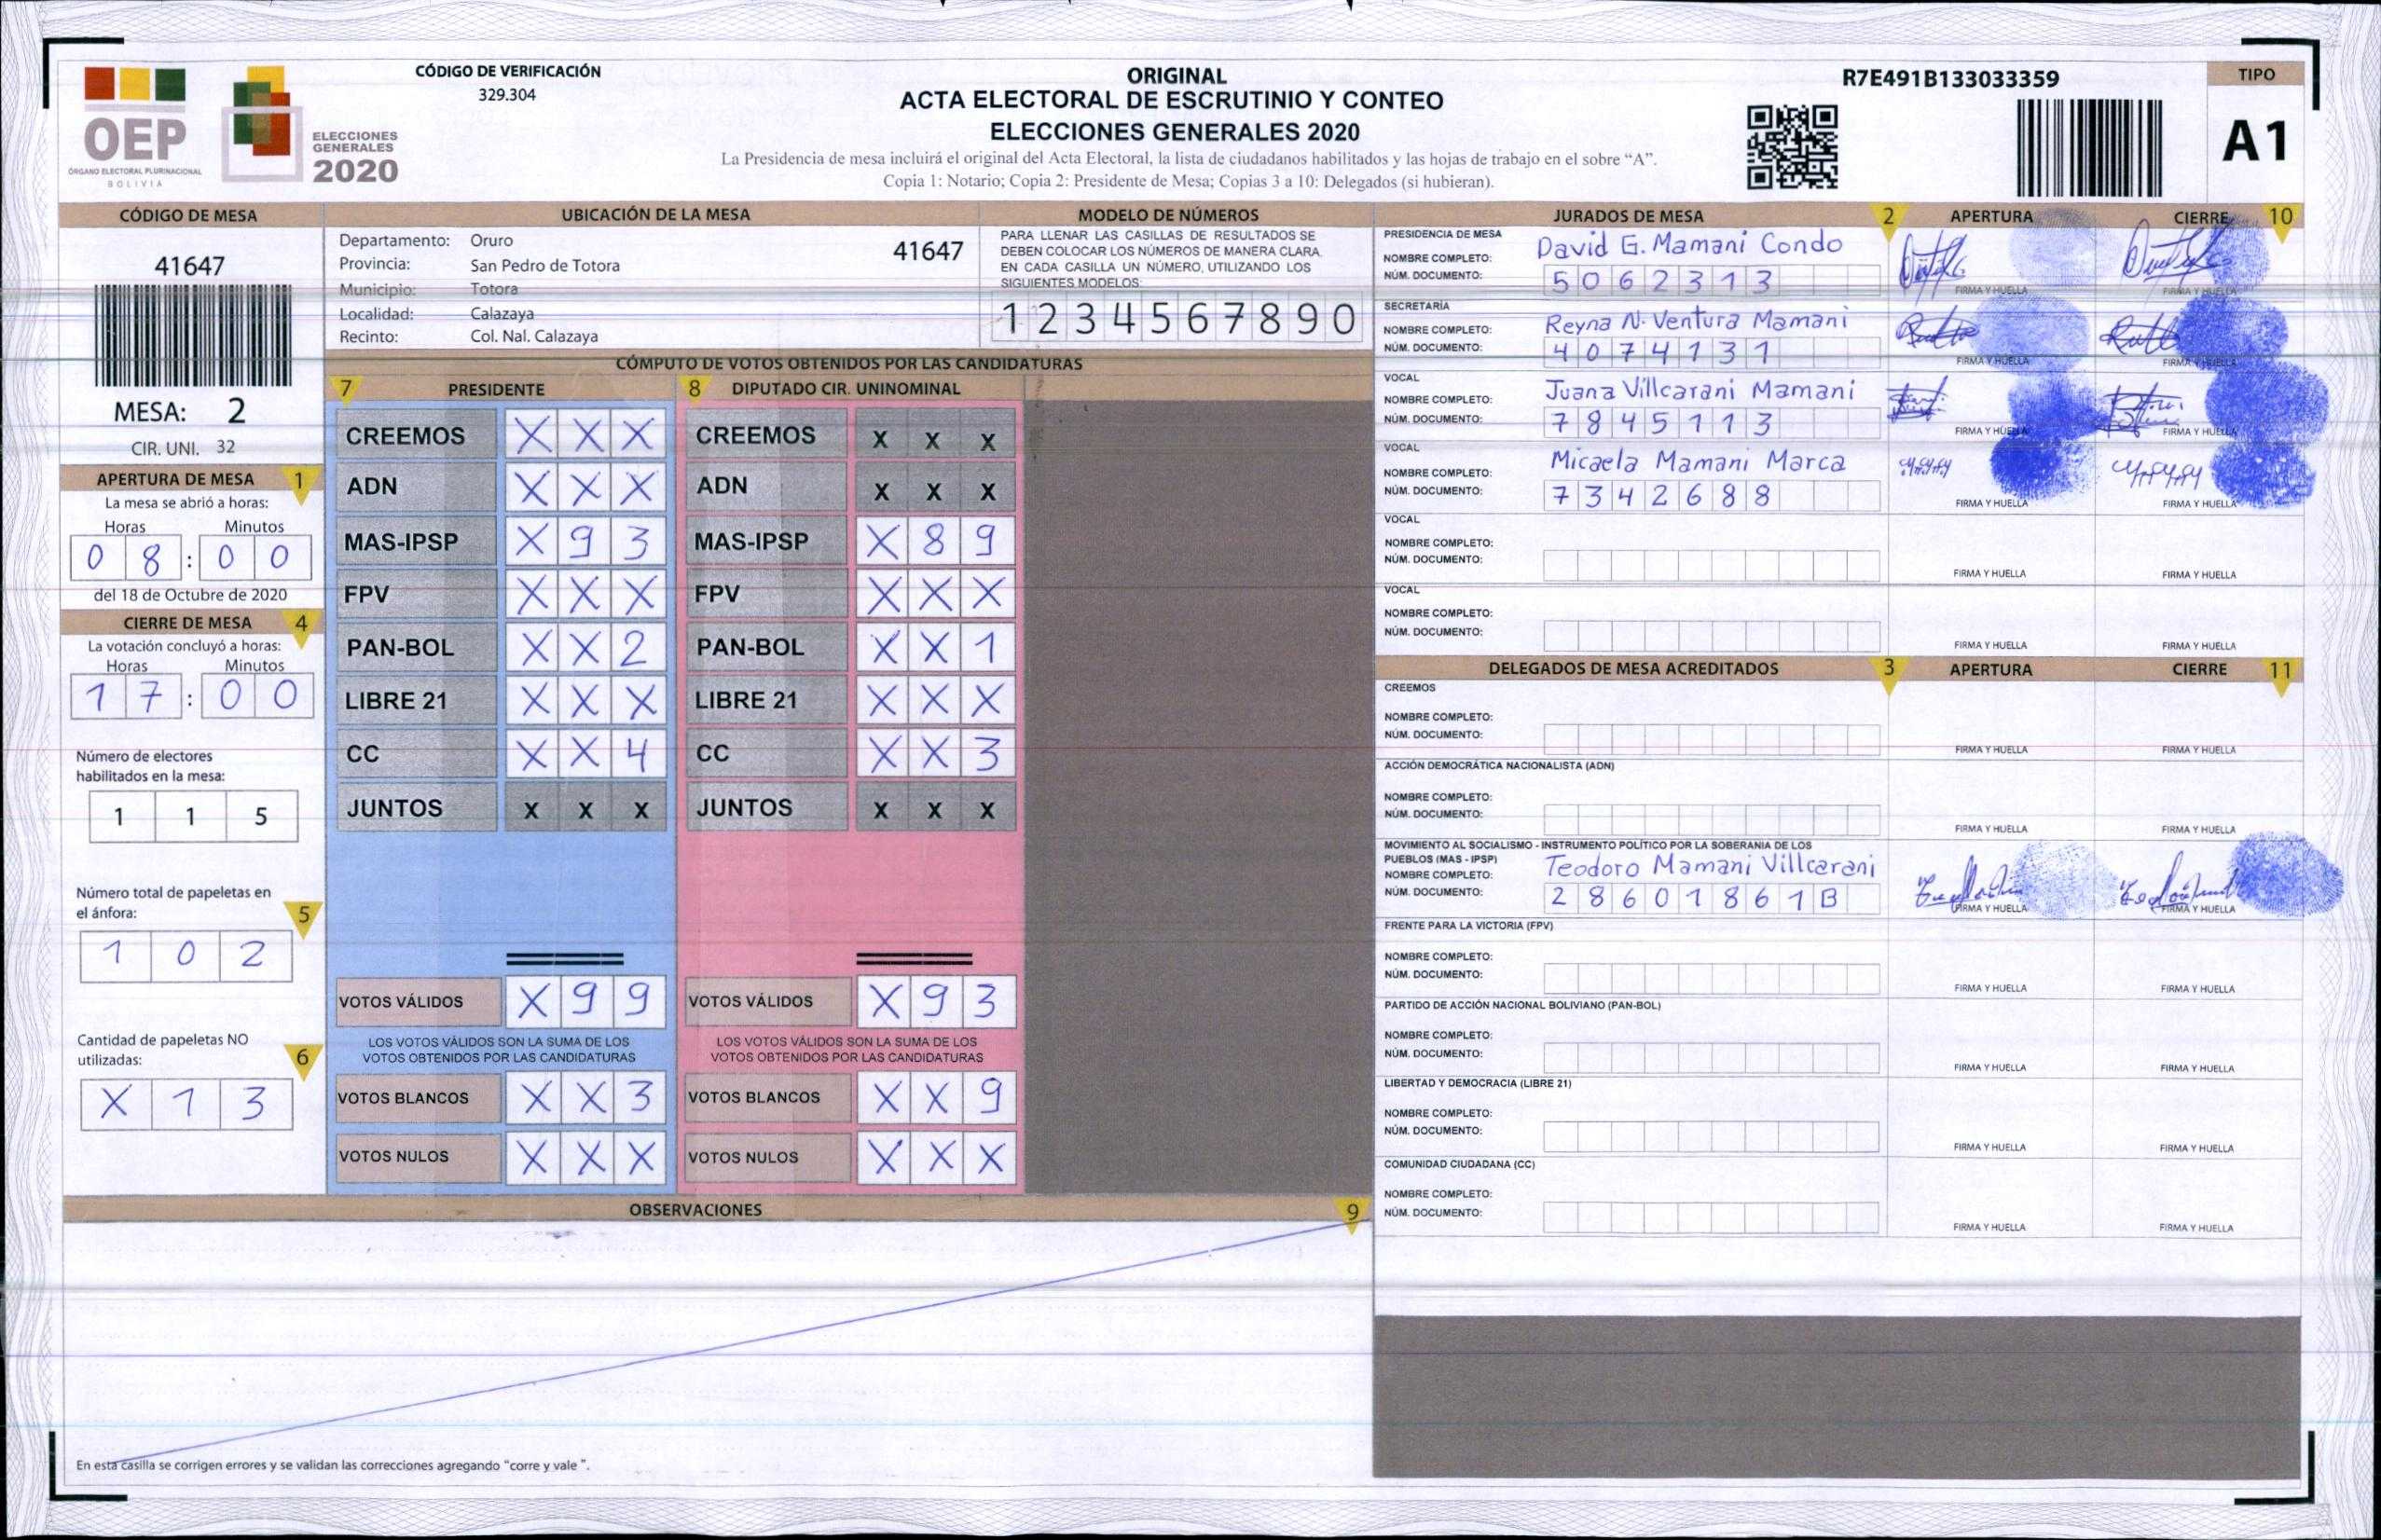 CÓDIGO DE VERIFICACIÓN
329.304
ORIGINAL
ACTA ELECTORAL DE ESCRUTINIO Y CONTEO
ELECCIONES GENERALES 2020
La Presidencia de mesa incluirá el original del Acta Electoral, la lista de ciudadanos habilitados y las hojas de trabajo en el sobre “A”.
Copia 1: Notario; Copia 2: Presidente de Mesa; Copias 3 a 10: Delegados (si hubieran).
R7E491B133033359
TIPO
A1
OEP
ÓRGANO ELECTORAL PLURINACIONAL
BOLIVIA
ELECCIONES
GENERALES
2020
CÓDIGO DE MESA
41647
MESA: 2
CIR. UNI. 32
APERTURA DE MESA 1
La mesa se abrió a horas:
Horas Minutos
0 8 : 0 0
del 18 de Octubre de 2020
CIERRE DE MESA 4
La votación concluyó a horas:
Horas Minutos
1 7 : 0 0
Número de electores
habilitados en la mesa:
1 1 5
Número total de papeletas en
el ánfora: 5
1 0 2
Cantidad de papeletas NO
utilizadas: 6
X 1 3
UBICACIÓN DE LA MESA
Departamento: Oruro 41647
Provincia: San Pedro de Totora
Municipio: Totora
Localidad: Calazaya
Recinto: Col. Nal. Calazaya
MODELO DE NÚMEROS
PARA LLENAR LAS CASILLAS DE RESULTADOS SE
DEBEN COLOCAR LOS NÚMEROS DE MANERA CLARA
EN CADA CASILLA UN NÚMERO, UTILIZANDO LOS
SIGUIENTES MODELOS:
1 2 3 4 5 6 7 8 9 0
CÓMPUTO DE VOTOS OBTENIDOS POR LAS CANDIDATURAS
7 PRESIDENTE 8 DIPUTADO CIR. UNINOMINAL
CREEMOS X X X CREEMOS X X X
ADN X X X ADN X X X
MAS-IPSP X 9 3 MAS-IPSP X 8 9
FPV X X X FPV X X X
PAN-BOL X X 2 PAN-BOL X X 1
LIBRE 21 X X X LIBRE 21 X X X
CC X X 4 CC X X 3
JUNTOS X X X JUNTOS X X X
VOTOS VÁLIDOS X 9 9 VOTOS VÁLIDOS X 9 3
LOS VOTOS VÁLIDOS SON LA SUMA DE LOS LOS VOTOS VÁLIDOS SON LA SUMA DE LOS
VOTOS OBTENIDOS POR LAS CANDIDATURAS VOTOS OBTENIDOS POR LAS CANDIDATURAS
VOTOS BLANCOS X X 3 VOTOS BLANCOS X X 9
VOTOS NULOS X X X VOTOS NULOS X X X
OBSERVACIONES 9
En esta casilla se corrigen errores y se validan las correcciones agregando “corre y vale ”.
JURADOS DE MESA 2 APERTURA CIERRE 10
PRESIDENCIA DE MESA
NOMBRE COMPLETO: David G. Mamani Condo
NÚM. DOCUMENTO: 5 0 6 2 3 1 3
FIRMA Y HUELLA FIRMA Y HUELLA
SECRETARÍA
NOMBRE COMPLETO: Reyna N. Ventura Mamani
NÚM. DOCUMENTO: 4 0 7 4 1 3 1
FIRMA Y HUELLA FIRMA Y HUELLA
VOCAL
NOMBRE COMPLETO: Juana Villcarani Mamani
NÚM. DOCUMENTO: 7 8 4 5 1 1 3
FIRMA Y HUELLA FIRMA Y HUELLA
VOCAL
NOMBRE COMPLETO: Micaela Mamani Marca
NÚM. DOCUMENTO: 7 3 4 2 6 8 8
FIRMA Y HUELLA FIRMA Y HUELLA
VOCAL
NOMBRE COMPLETO:
NÚM. DOCUMENTO:
FIRMA Y HUELLA FIRMA Y HUELLA
VOCAL
NOMBRE COMPLETO:
NÚM. DOCUMENTO:
FIRMA Y HUELLA FIRMA Y HUELLA
DELEGADOS DE MESA ACREDITADOS 3 APERTURA CIERRE 11
CREEMOS
NOMBRE COMPLETO:
NÚM. DOCUMENTO:
FIRMA Y HUELLA FIRMA Y HUELLA
ACCIÓN DEMOCRÁTICA NACIONALISTA (ADN)
NOMBRE COMPLETO:
NÚM. DOCUMENTO:
FIRMA Y HUELLA FIRMA Y HUELLA
MOVIMIENTO AL SOCIALISMO - INSTRUMENTO POLÍTICO POR LA SOBERANIA DE LOS
PUEBLOS (MAS - IPSP)
NOMBRE COMPLETO: Teodoro Mamani Villcarani
NÚM. DOCUMENTO: 2 8 6 0 1 8 6 1 B
FIRMA Y HUELLA FIRMA Y HUELLA
FRENTE PARA LA VICTORIA (FPV)
NOMBRE COMPLETO:
NÚM. DOCUMENTO:
FIRMA Y HUELLA FIRMA Y HUELLA
PARTIDO DE ACCIÓN NACIONAL BOLIVIANO (PAN-BOL)
NOMBRE COMPLETO:
NÚM. DOCUMENTO:
FIRMA Y HUELLA FIRMA Y HUELLA
LIBERTAD Y DEMOCRACIA (LIBRE 21)
NOMBRE COMPLETO:
NÚM. DOCUMENTO:
FIRMA Y HUELLA FIRMA Y HUELLA
COMUNIDAD CIUDADANA (CC)
NOMBRE COMPLETO:
NÚM. DOCUMENTO:
FIRMA Y HUELLA FIRMA Y HUELLA